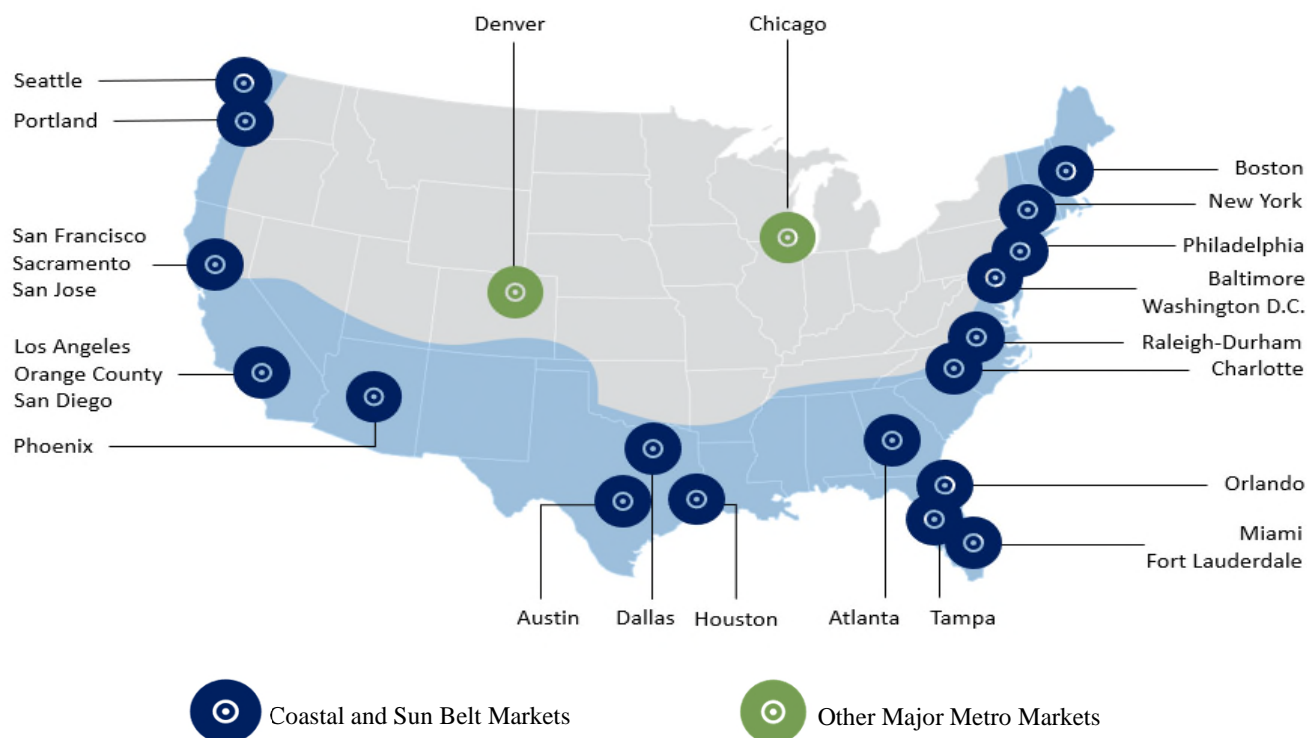 Denver
Chicago
Seattle
Portland
San Francisco
Sacramento
San Jose
Los Angeles
Orange County
San Diego
Phoenix
Boston
New York
Philadelphia
Baltimore
Washington D.C.
Raleigh-Durham
Charlotte
Orlando
Miami
Fort Lauderdale
Austin
Dallas
Houston
Atlanta
Tampa
Coastal and Sun Belt Markets
Other Major Metro Markets